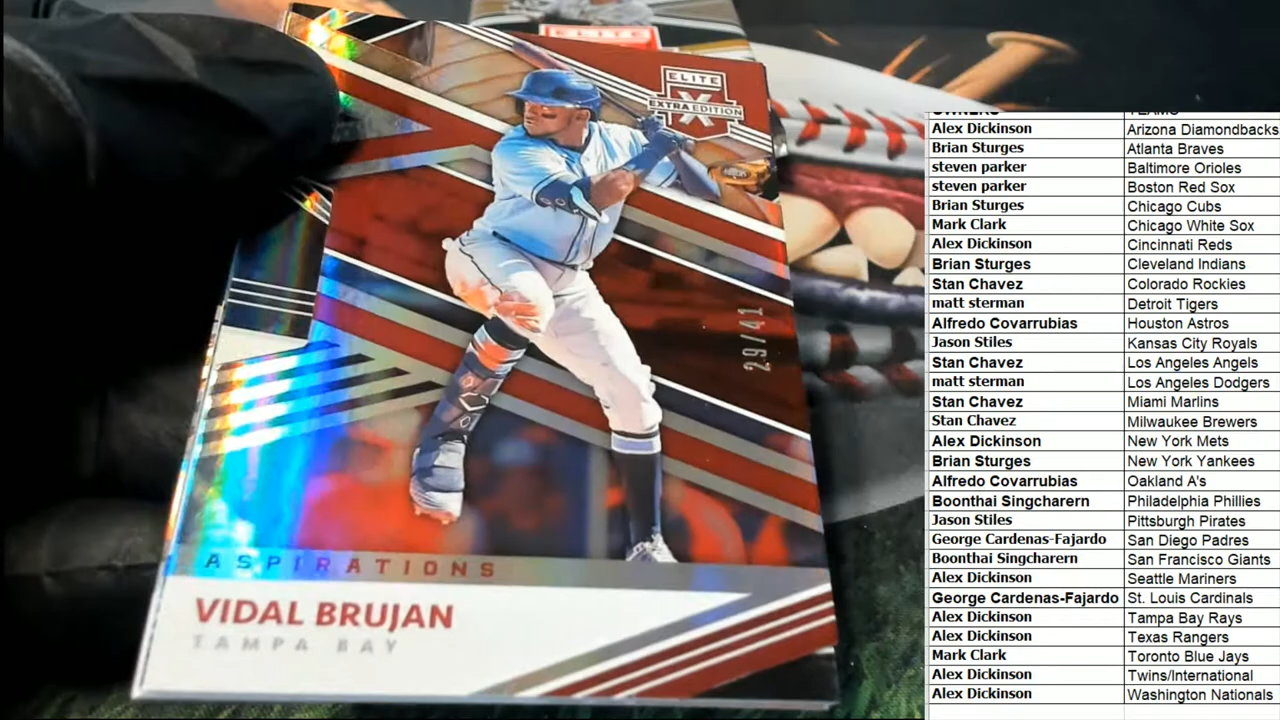 ELITE
ELITE
X
EXTRA EDITION
29/41
ASPIRATIONS
VIDAL BRUJAN
TAMPA BAY
OWNERS TEAMS
Alex Dickinson Arizona Diamondbacks
Brian Sturges Atlanta Braves
steven parker Baltimore Orioles
steven parker Boston Red Sox
Brian Sturges Chicago Cubs
Mark Clark Chicago White Sox
Alex Dickinson Cincinnati Reds
Brian Sturges Cleveland Indians
Stan Chavez Colorado Rockies
matt sterman Detroit Tigers
Alfredo Covarrubias Houston Astros
Jason Stiles Kansas City Royals
Stan Chavez Los Angeles Angels
matt sterman Los Angeles Dodgers
Stan Chavez Miami Marlins
Stan Chavez Milwaukee Brewers
Alex Dickinson New York Mets
Brian Sturges New York Yankees
Alfredo Covarrubias Oakland A's
Boonthai Singcharern Philadelphia Phillies
Jason Stiles Pittsburgh Pirates
George Cardenas-Fajardo San Diego Padres
Boonthai Singcharern San Francisco Giants
Alex Dickinson Seattle Mariners
George Cardenas-Fajardo St. Louis Cardinals
Alex Dickinson Tampa Bay Rays
Alex Dickinson Texas Rangers
Mark Clark Toronto Blue Jays
Alex Dickinson Twins/International
Alex Dickinson Washington Nationals